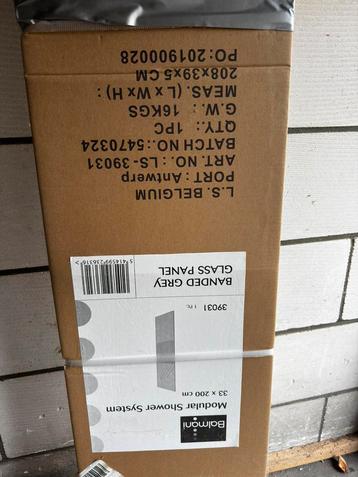 L.S. BELGIUM
PORT : Antwerp
ART. NO.: LS-39031
BATCH NO.:5470324
QTY.: 1PC
G.W.: 16KGS
MEAS. (LxWxH) :
208x39x5 CM
PO:201900028
Balmani
Modular Shower System
33 x 200 cm
39031 1 Pc.
BANDED GREY
GLASS PANEL